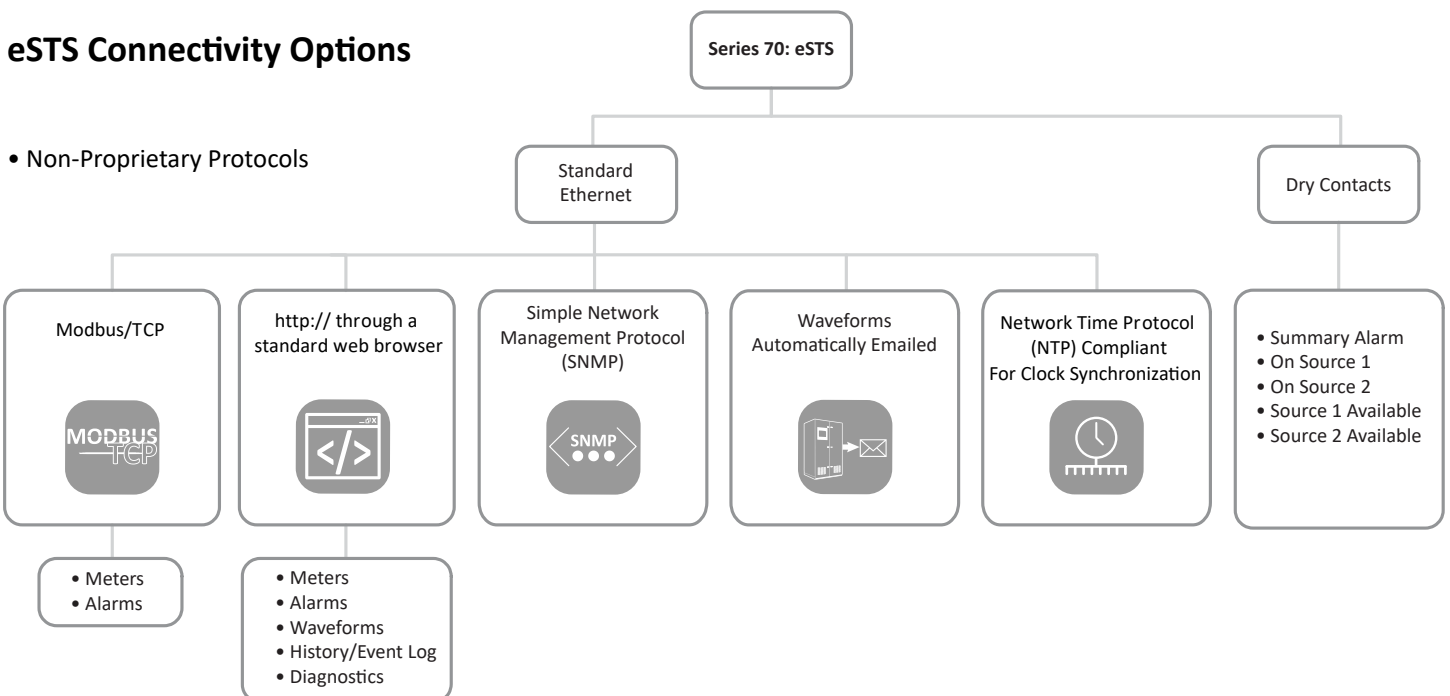 eSTS Connectivity Options
• Non-Proprietary Protocols
Series 70: eSTS
Standard
Ethernet
Dry Contacts
Modbus/TCP
MODBUS
TCP
http:// through a
standard web browser
</>
Simple Network
Management Protocol
(SNMP)
SNMP
Waveforms
Automatically Emailed
Network Time Protocol
(NTP) Compliant
For Clock Synchronization
• Summary Alarm
• On Source 1
• On Source 2
• Source 1 Available
• Source 2 Available
• Meters
• Alarms
• Meters
• Alarms
• Waveforms
• History/Event Log
• Diagnostics